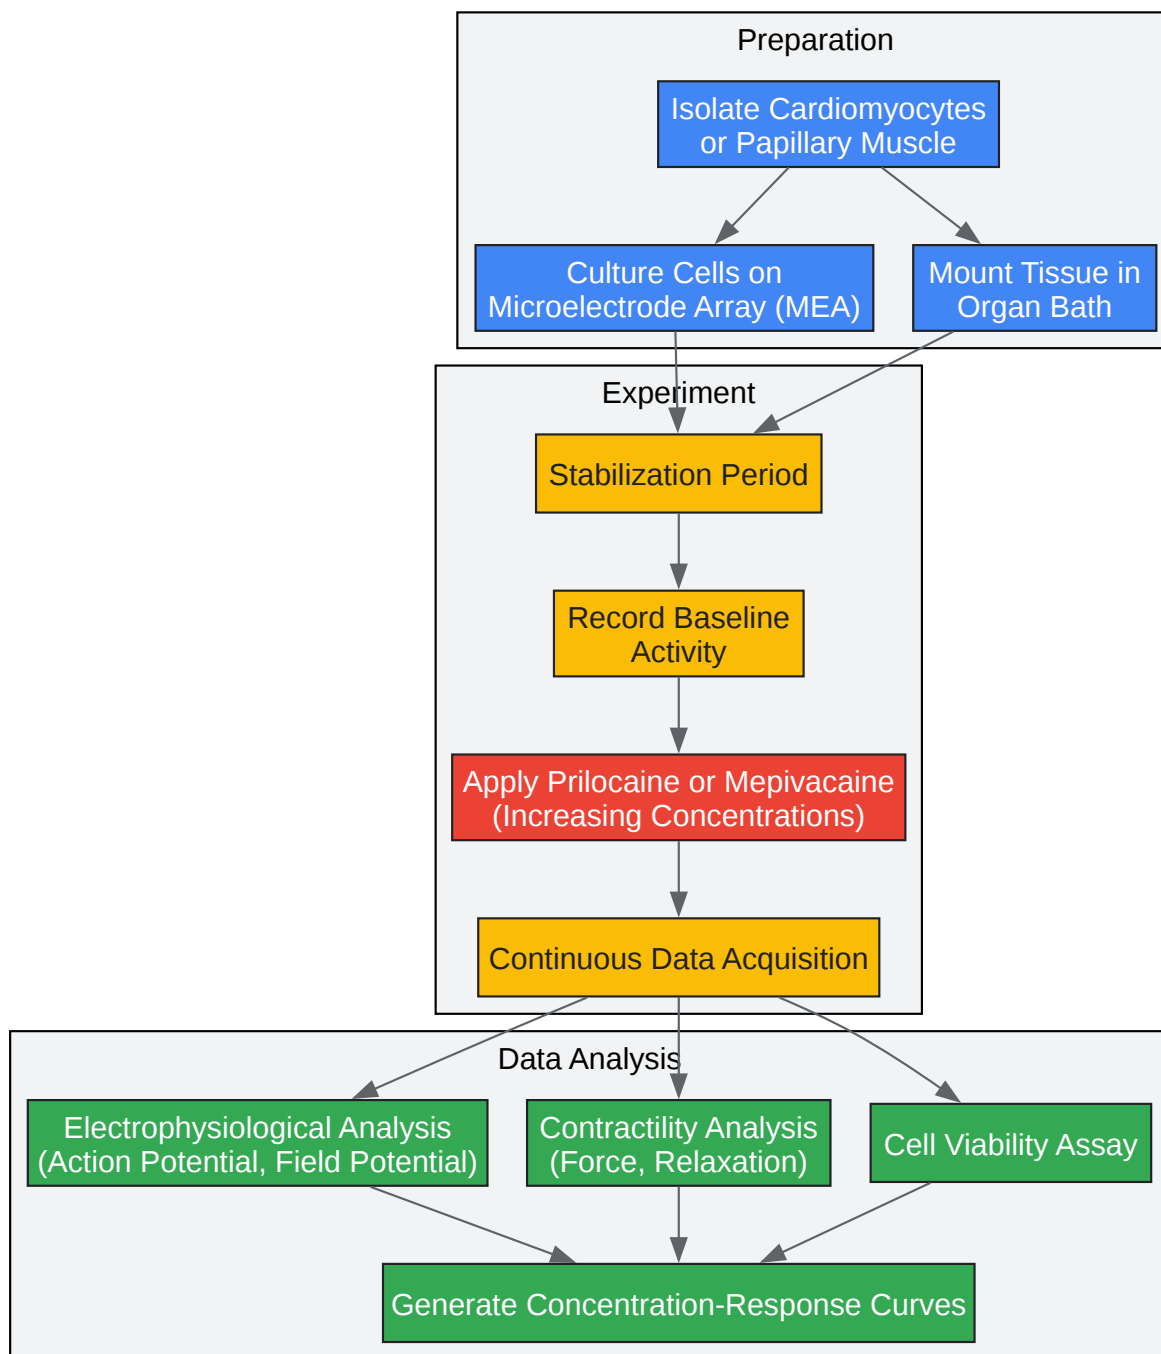 Preparation
Isolate Cardiomyocytes
or Papillary Muscle
Culture Cells on
Microelectrode Array (MEA)
Mount Tissue in
Organ Bath
Experiment
Stabilization Period
Record Baseline
Activity
Apply Prilocaine or Mepivacaine
(Increasing Concentrations)
Continuous Data Acquisition
Data Analysis
Electrophysiological Analysis
(Action Potential, Field Potential)
Contractility Analysis
(Force, Relaxation)
Cell Viability Assay
Generate Concentration-Response Curves